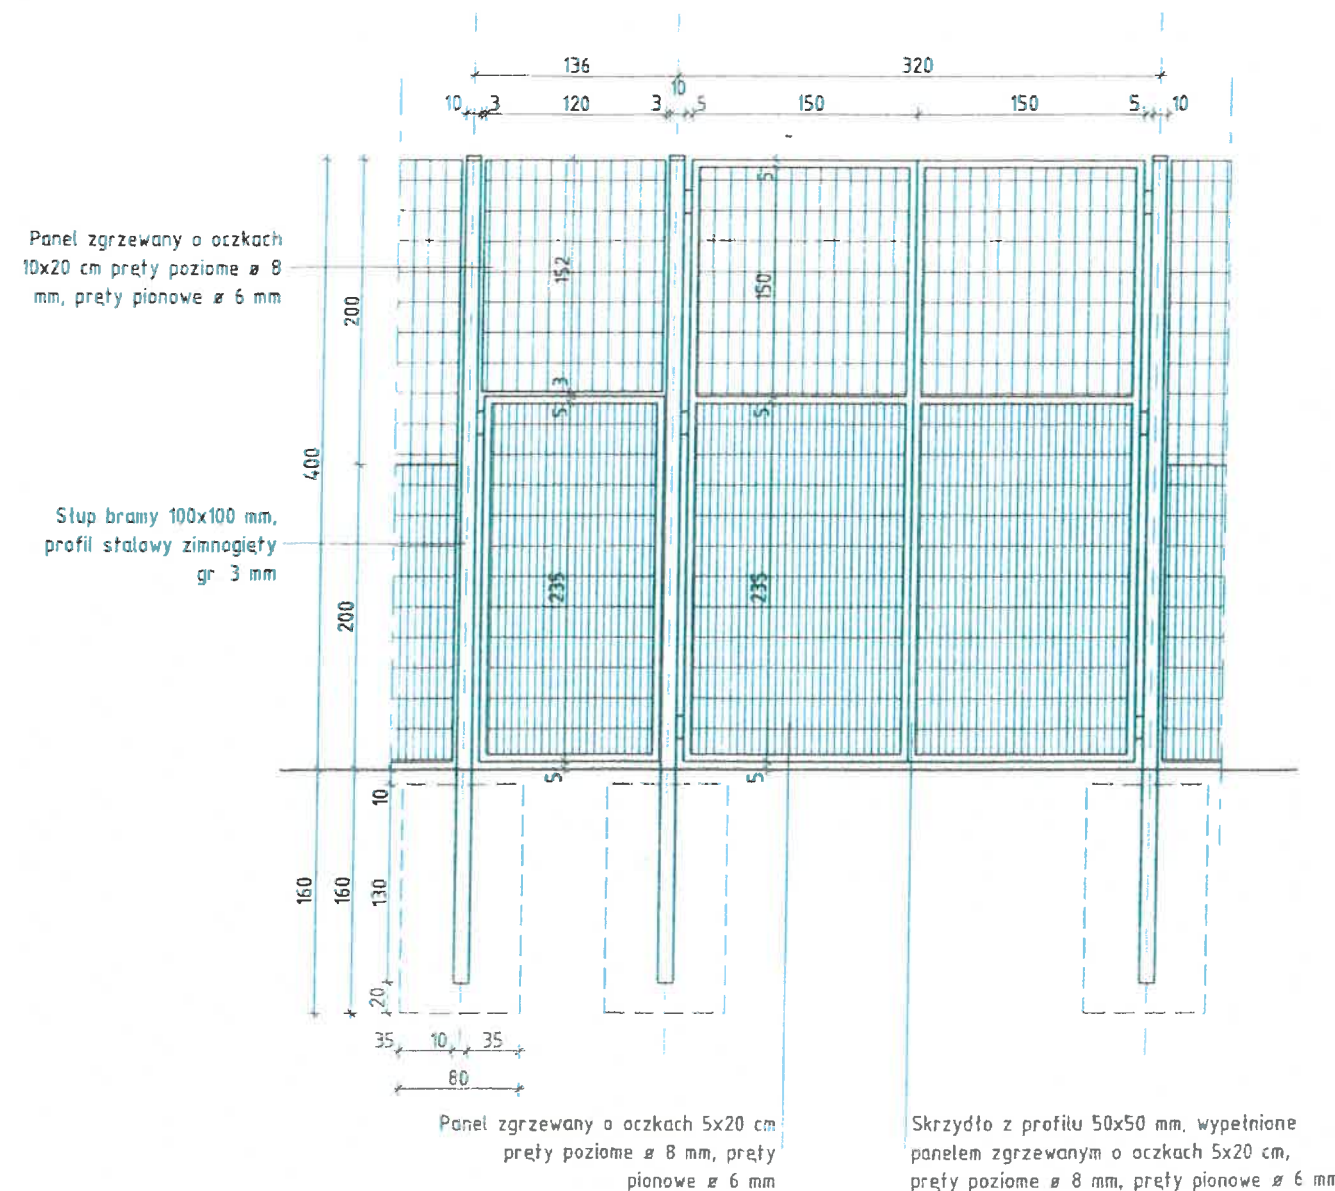 136
320
10
10
3
120
3
5
150
150
5
10
5
Panel zgrzewany o oczkach
10x20 cm pręty poziome ø 8
mm, pręty pionowe ø 6 mm
152
150
200
3
5
5
400
Słup bramy 100x100 mm,
profil stalowy zimnogięty
gr 3 mm
235
235
200
5
5
10
160
160
130
20
35
10
35
80
Panel zgrzewany o oczkach 5x20 cm
pręty poziome ø 8 mm, pręty
pionowe ø 6 mm
Skrzydło z profilu 50x50 mm, wypełnione
panelem zgrzewanym o oczkach 5x20 cm,
pręty poziome ø 8 mm, pręty pionowe ø 6 mm